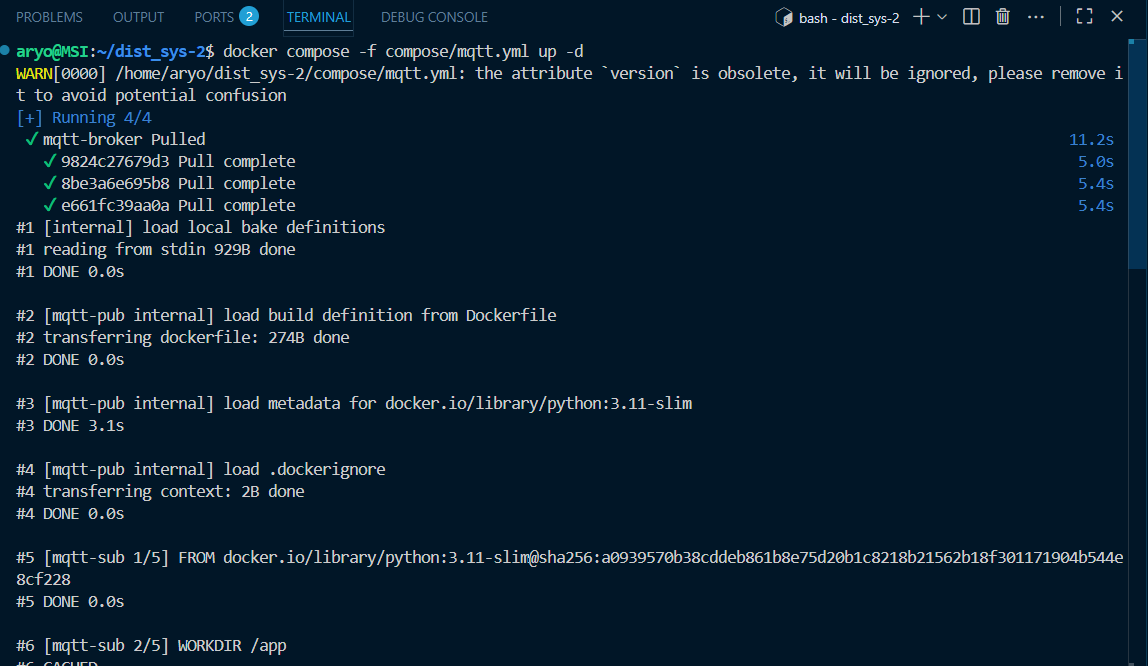 PROBLEMS OUTPUT PORTS 2 TERMINAL DEBUG CONSOLE bash - dist_sys-2
aryo@MSI:~/dist_sys-2$ docker compose -f compose/mqtt.yml up -d
WARN[0000] /home/aryo/dist_sys-2/compose/mqtt.yml: the attribute `version` is obsolete, it will be ignored, please remove i
t to avoid potential confusion
[+] Running 4/4
✓ mqtt-broker Pulled 11.2s
✓ 9824c27679d3 Pull complete 5.0s
✓ 8be3a6e695b8 Pull complete 5.4s
✓ e661fc39aa0a Pull complete 5.4s
#1 [internal] load local bake definitions
#1 reading from stdin 929B done
#1 DONE 0.0s
#2 [mqtt-pub internal] load build definition from Dockerfile
#2 transferring dockerfile: 274B done
#2 DONE 0.0s
#3 [mqtt-pub internal] load metadata for docker.io/library/python:3.11-slim
#3 DONE 3.1s
#4 [mqtt-pub internal] load .dockerignore
#4 transferring context: 2B done
#4 DONE 0.0s
#5 [mqtt-sub 1/5] FROM docker.io/library/python:3.11-slim@sha256:a0939570b38cddeb861b8e75d20b1c8218b21562b18f301171904b544e
8cf228
#5 DONE 0.0s
#6 [mqtt-sub 2/5] WORKDIR /app
#6 CACHED